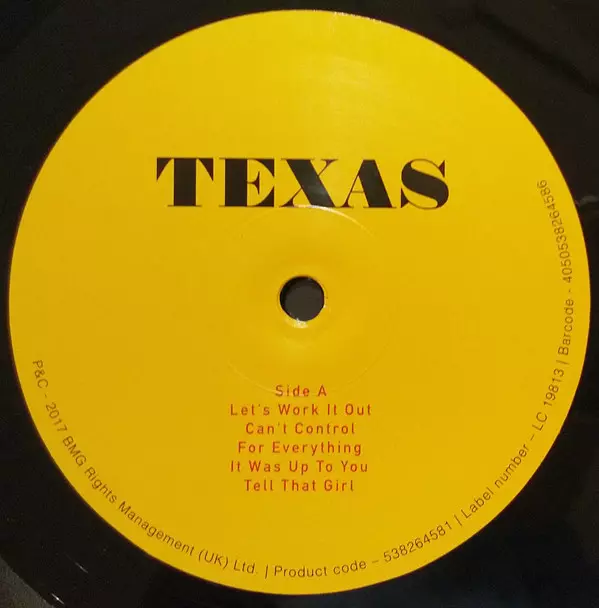 TEXAS
Side A
Let's Work It Out
Can't Control
For Everything
It Was Up To You
Tell That Girl
P&C - 2017 BMG Rights Management (UK) Ltd. | Product code – 538264581 | Label number – LC 19813 | Barcode - 4050538264586